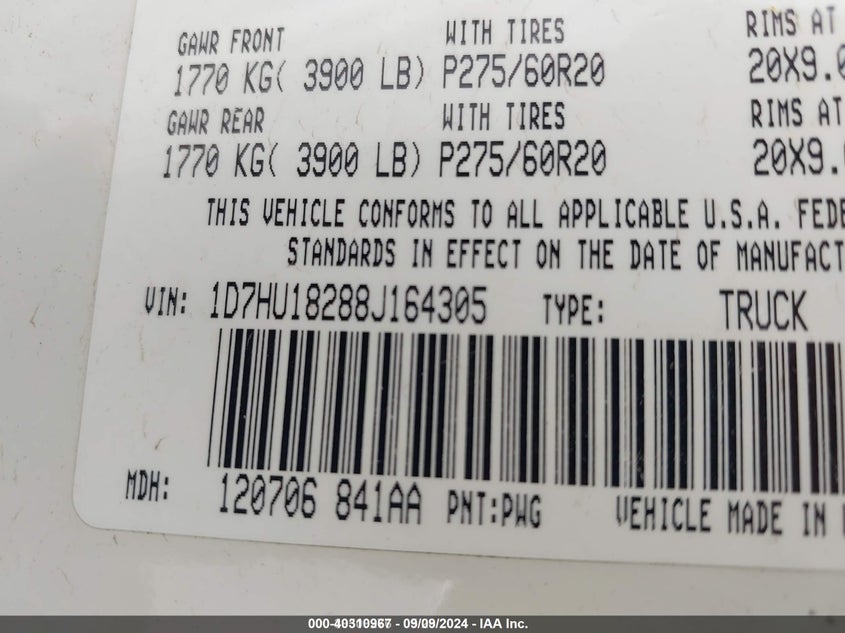 GAWR FRONT WITH TIRES RIMS AT
1770 KG( 3900 LB) P275/60R20 20X9.0
GAWR REAR WITH TIRES RIMS AT
1770 KG( 3900 LB) P275/60R20 20X9.
THIS VEHICLE CONFORMS TO ALL APPLICABLE U.S.A. FEDE
STANDARDS IN EFFECT ON THE DATE OF MANUFACT
VIN: 1D7HU18288J164305 TYPE: TRUCK
MDH: 120706 841AA PNT:PWG VEHICLE MADE IN
000-40310967 - 09/09/2024 - IAA Inc.